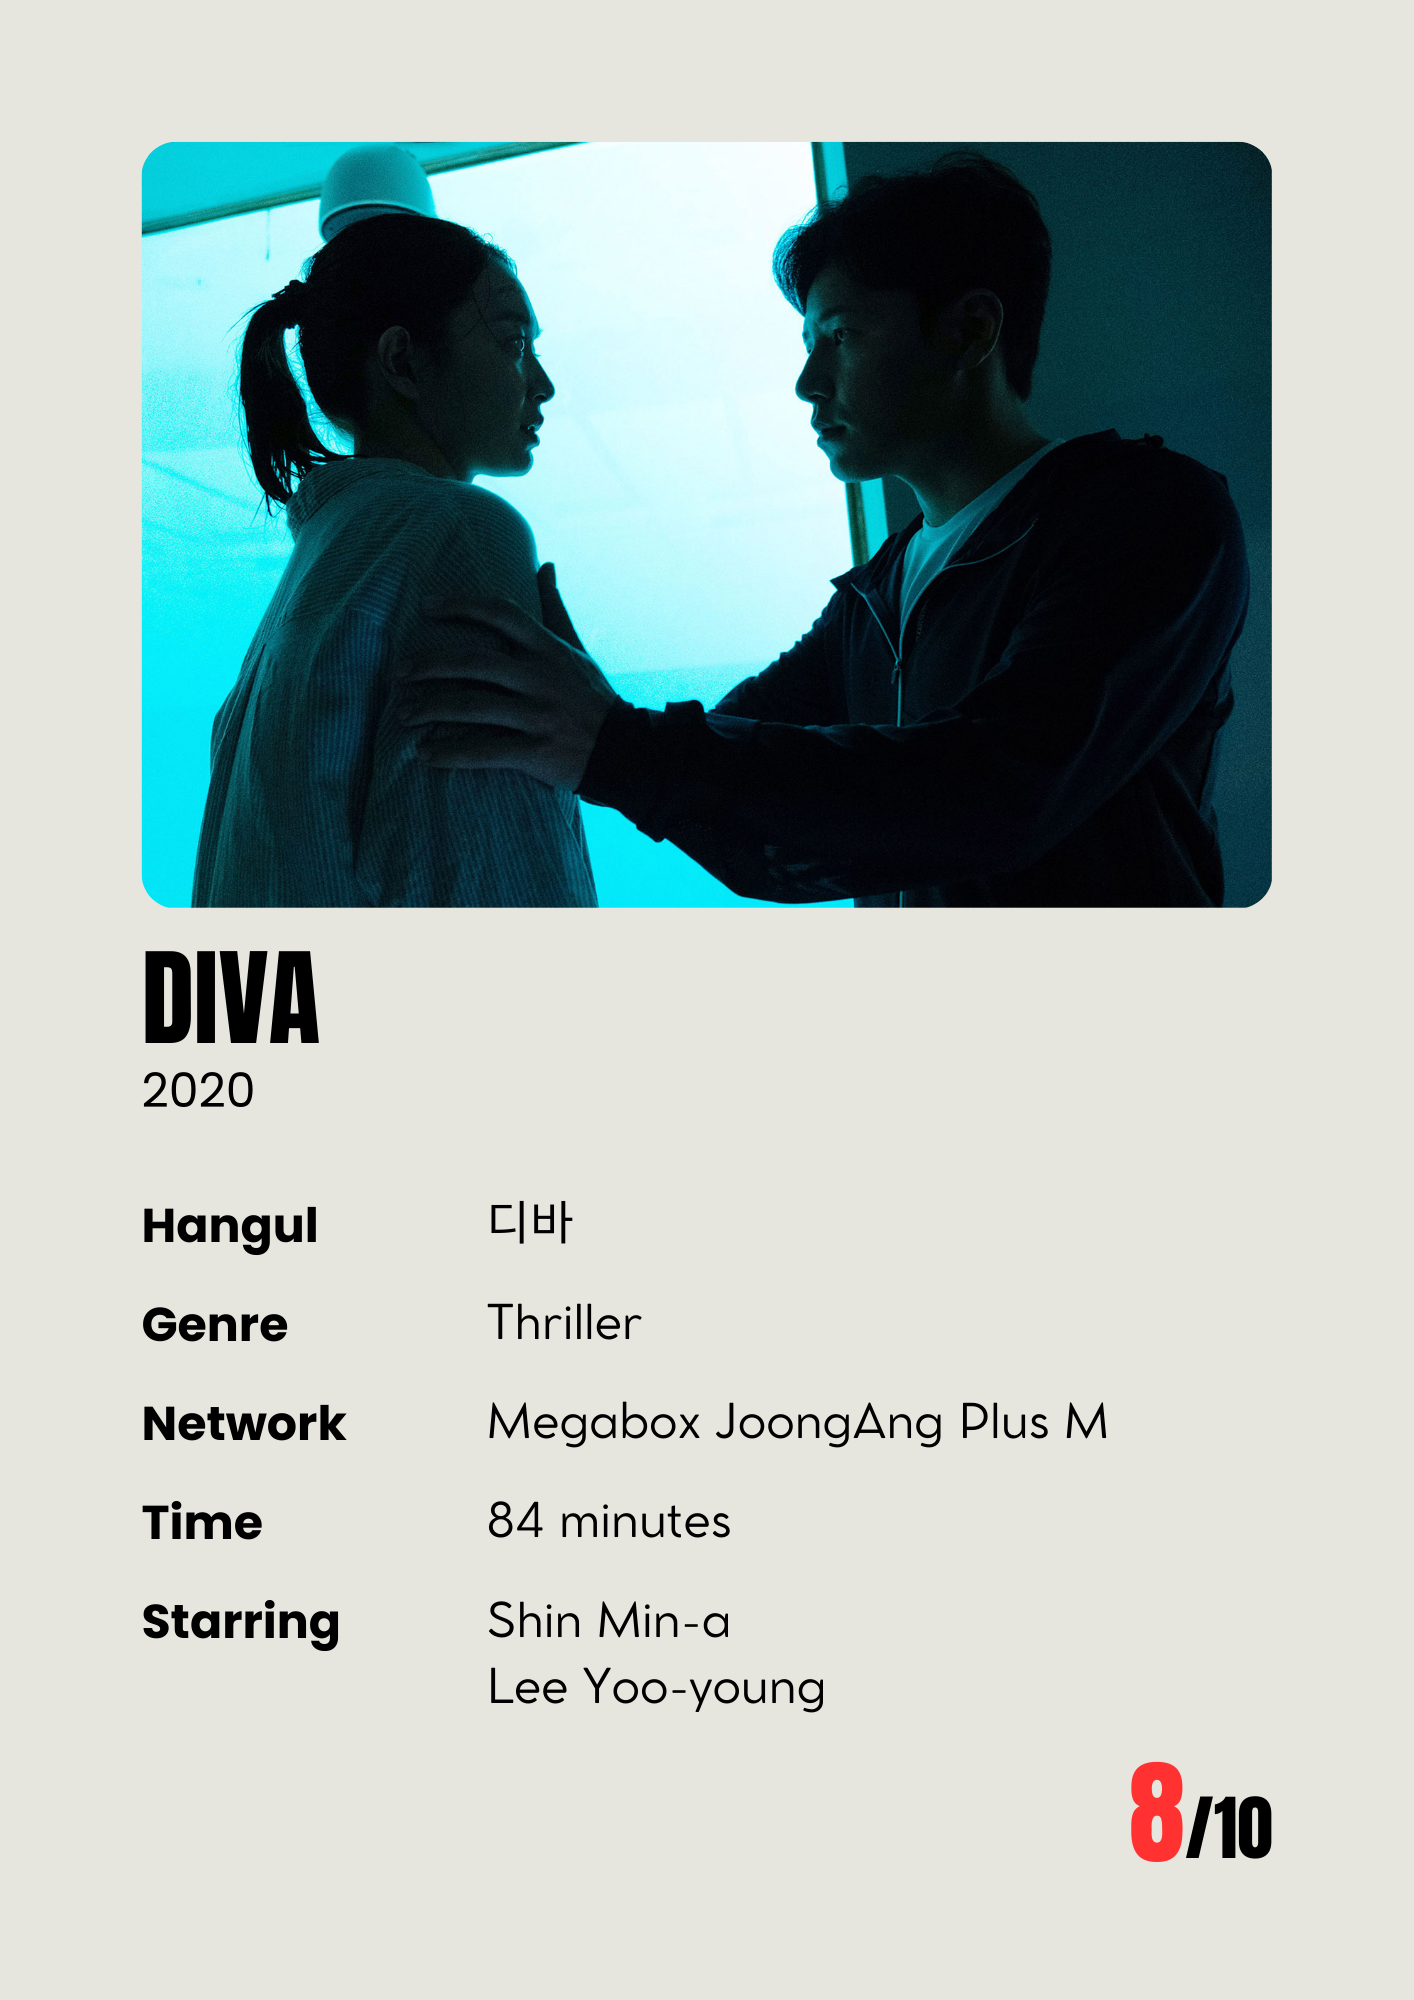 DIVA
2020
Hangul 디바
Genre Thriller
Network Megabox JoongAng Plus M
Time 84 minutes
Starring Shin Min-a
Lee Yoo-young
8/10